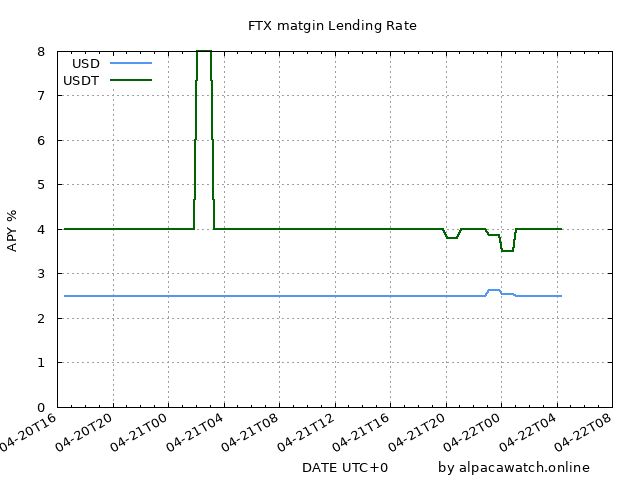 FTX matgin Lending Rate
USD
USDT
8
7
6
5
4
3
2
1
0
APY %
04-20T16
04-20T20
04-21T00
04-21T04
04-21T08
04-21T12
04-21T16
04-21T20
04-22T00
04-22T04
04-22T08
DATE UTC+0
by alpacawatch.online